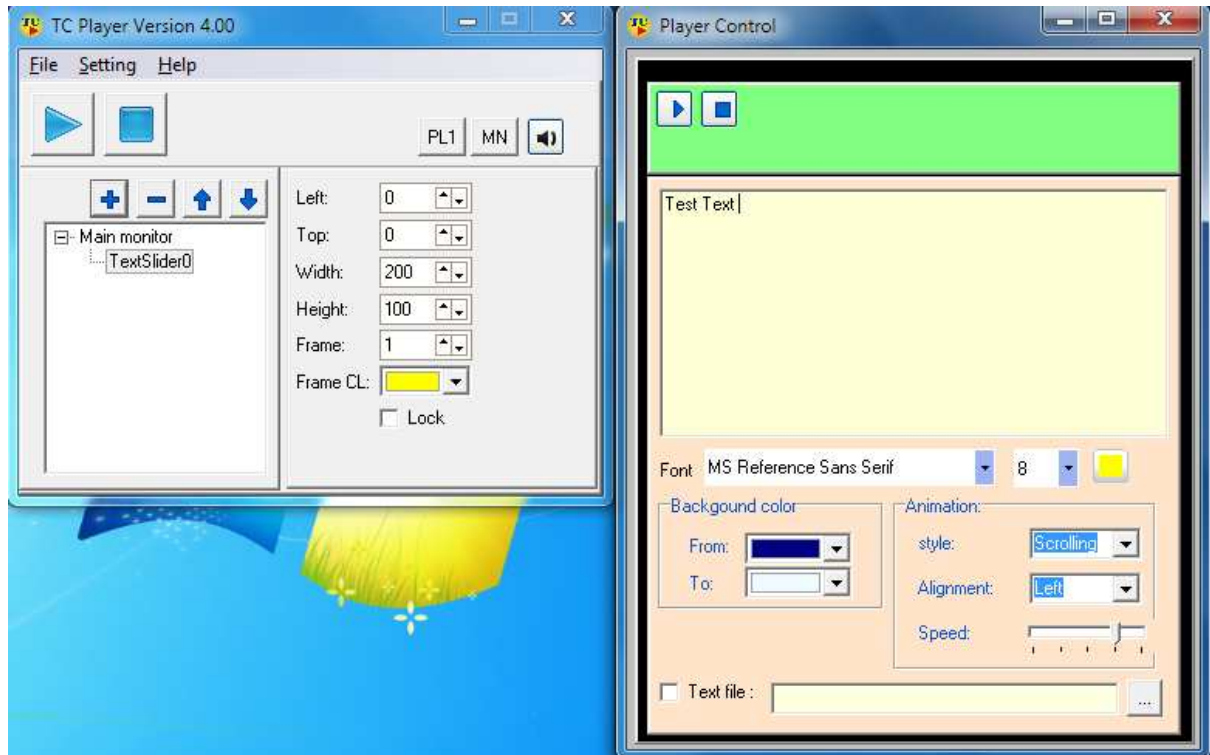 TC Player Version 4.00
File Setting Help
PL1 MN
Main monitor
TextSlider0
Left: 0
Top: 0
Width: 200
Height: 100
Frame: 1
Frame CL:
Lock
Player Control
Test Text
Font MS Reference Sans Serif 8
Backgound color
From:
To:
Animation:
style: Scrolling
Alignment: Left
Speed:
Text file :
...